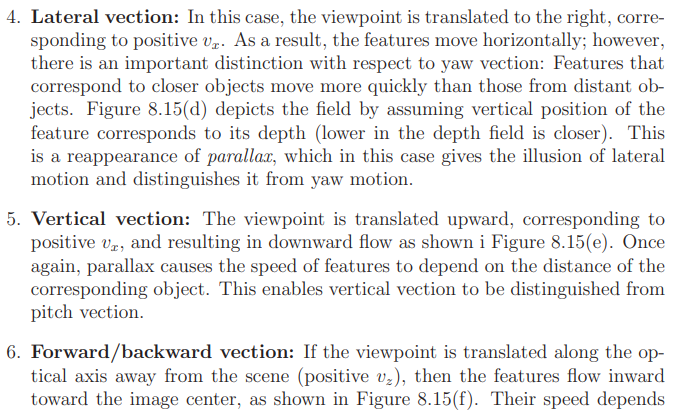 4. Lateral vection: In this case, the viewpoint is translated to the right, corre-
sponding to positive vₓ. As a result, the features move horizontally; however,
there is an important distinction with respect to yaw vection: Features that
correspond to closer objects move more quickly than those from distant ob-
jects. Figure 8.15(d) depicts the field by assuming vertical position of the
feature corresponds to its depth (lower in the depth field is closer). This
is a reappearance of parallax, which in this case gives the illusion of lateral
motion and distinguishes it from yaw motion.
5. Vertical vection: The viewpoint is translated upward, corresponding to
positive vₓ, and resulting in downward flow as shown i Figure 8.15(e). Once
again, parallax causes the speed of features to depend on the distance of the
corresponding object. This enables vertical vection to be distinguished from
pitch vection.
6. Forward/backward vection: If the viewpoint is translated along the op-
tical axis away from the scene (positive v_z), then the features flow inward
toward the image center, as shown in Figure 8.15(f). Their speed depends